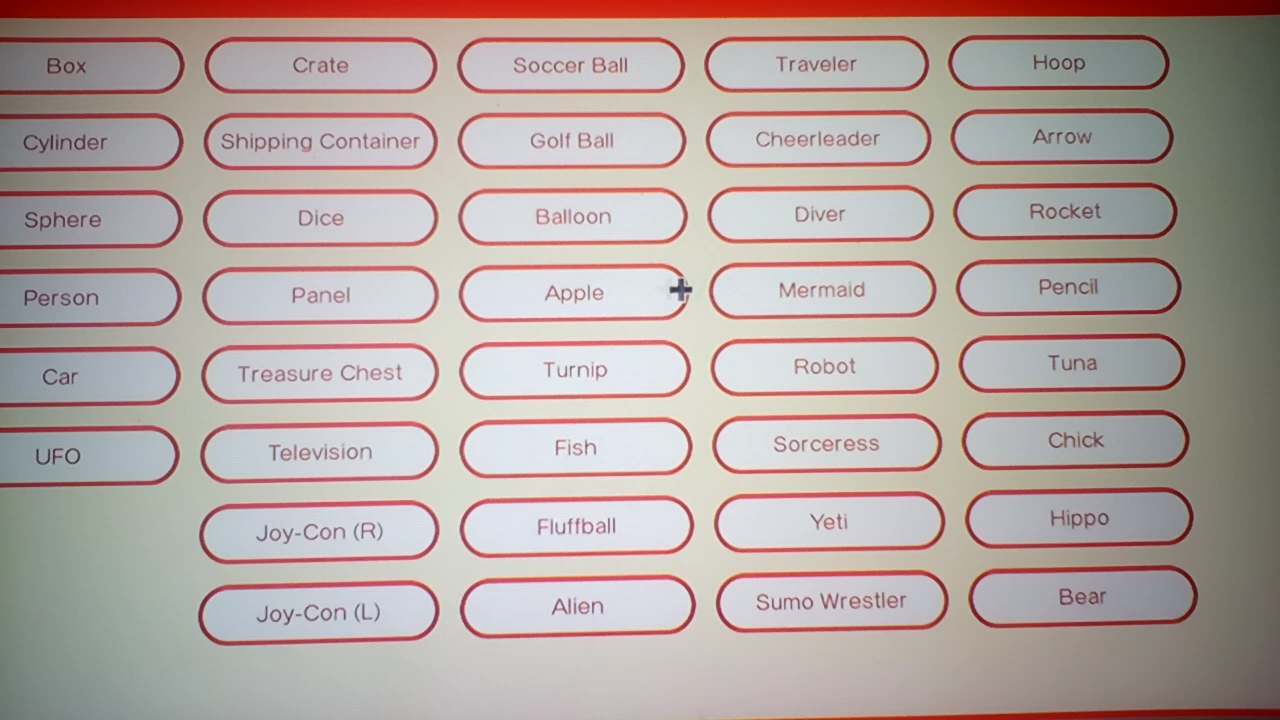 Box
Crate
Soccer Ball
Traveler
Hoop
Cylinder
Shipping Container
Golf Ball
Cheerleader
Arrow
Sphere
Dice
Balloon
Diver
Rocket
Person
Panel
Apple
Mermaid
Pencil
Car
Treasure Chest
Turnip
Robot
Tuna
UFO
Television
Fish
Sorceress
Chick
Joy-Con (R)
Fluffball
Yeti
Hippo
Joy-Con (L)
Alien
Sumo Wrestler
Bear